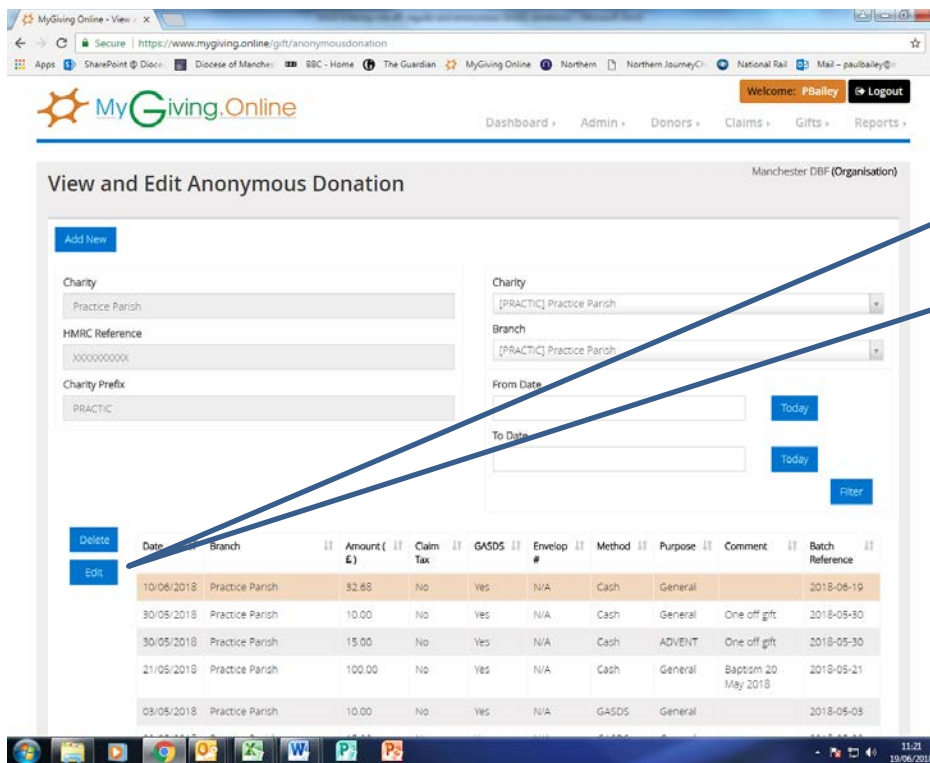 MyGiving Online - View
Secure | https://www.mygiving.online/gift/anonymousdonation
Apps SharePoint @ Dioce Diocese of Manches BBC - Home The Guardian MyGiving Online Northern Northern JourneyCh National Rail Mail – paulbailey@
Welcome: PBailey Logout
MyGiving.Online
Dashboard Admin Donors Claims Gifts Reports
Manchester DBF (Organisation)
View and Edit Anonymous Donation
Add New
Charity Charity
Practice Parish [PRACTIC] Practice Parish
HMRC Reference Branch
XXXXXXXXXX [PRACTIC] Practice Parish
Charity Prefix From Date
PRACTIC Today
To Date
Today
Filter
Delete
Edit
Date Branch Amount ( £) Claim Tax GASDS Envelop # Method Purpose Comment Batch Reference
10/06/2018 Practice Parish 32.68 No Yes N/A Cash General 2018-06-19
30/05/2018 Practice Parish 10.00 No Yes N/A Cash General One off gift 2018-05-30
30/05/2018 Practice Parish 15.00 No Yes N/A Cash ADVENT One off gift 2018-05-30
21/05/2018 Practice Parish 100.00 No Yes N/A Cash General Baptism 20 May 2018 2018-05-21
03/05/2018 Practice Parish 10.00 No Yes N/A GASDS General 2018-05-03
11:21
19/06/201